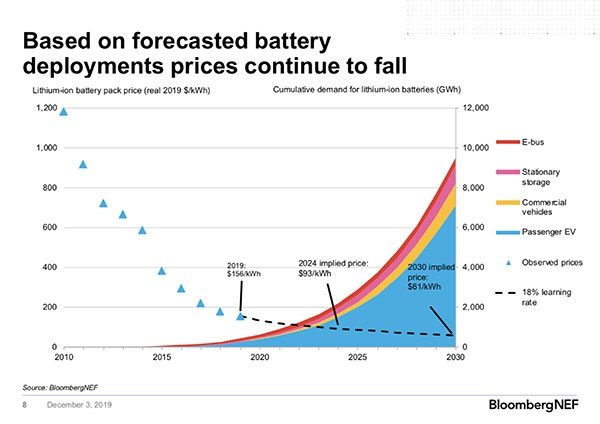 Based on forecasted battery
deployments prices continue to fall
Lithium-ion battery pack price (real 2019 $/kWh)
Cumulative demand for lithium-ion batteries (GWh)
1,200
1,000
800
600
400
200
0
12,000
10,000
8,000
6,000
4,000
2,000
0
2010
2015
2020
2025
2030
2019:
$156/kWh
2024 implied price:
$93/kWh
2030 implied
price:
$61/kWh
E-bus
Stationary
storage
Commercial
vehicles
Passenger EV
Observed prices
18% learning
rate
Source: BloombergNEF
8 December 3, 2019
BloombergNEF